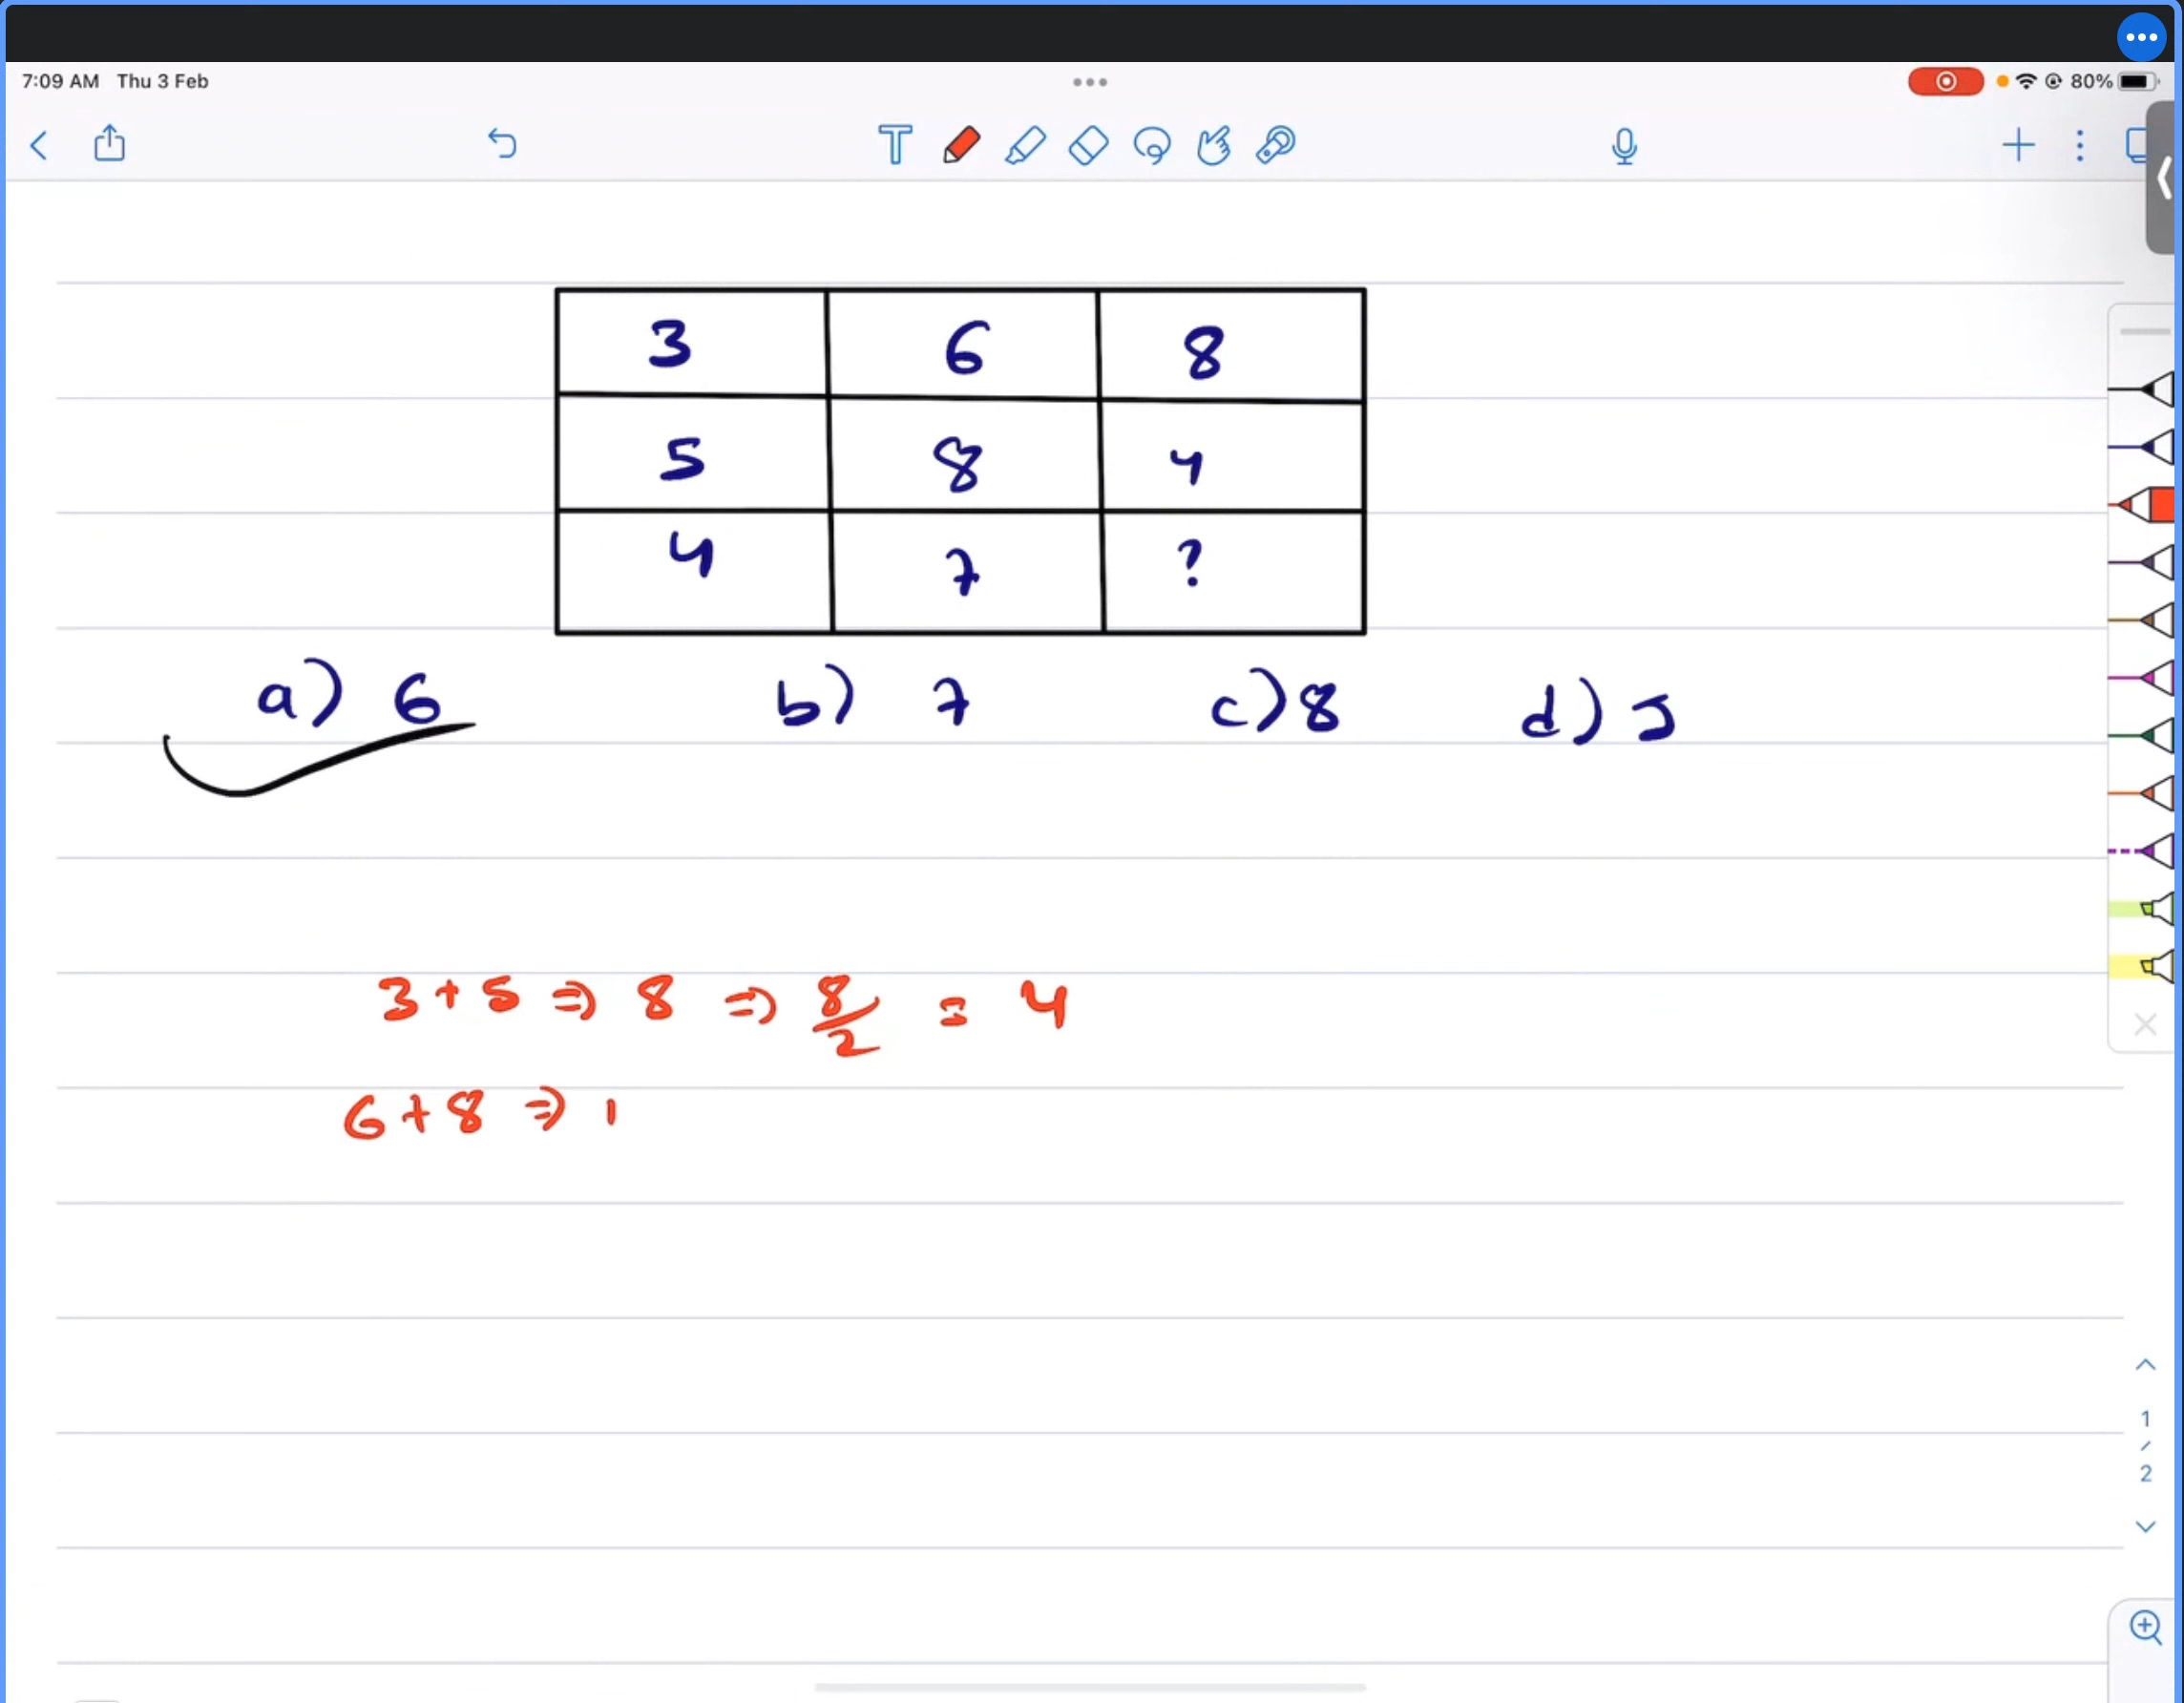 7:09 AM Thu 3 Feb 80%
T
3 6 8
5 8 4
4 7 ?
a) 6 b) 7 c) 8 d) 5
3 + 5 ⇒ 8 ⇒ 8/2 = 4
6 + 8 ⇒ 1
1
/
2